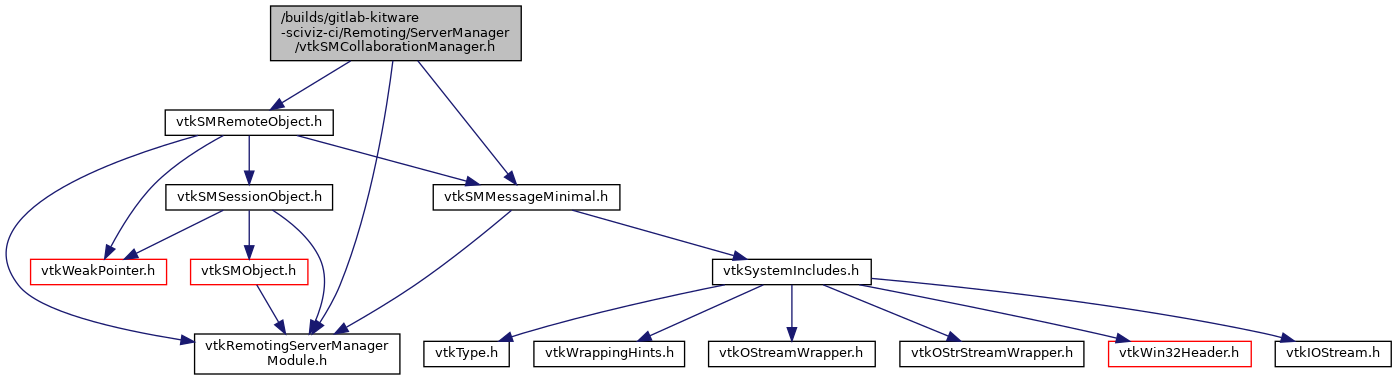 /builds/gitlab-kitware
-sciviz-ci/Remoting/ServerManager
/vtkSMCollaborationManager.h
vtkSMRemoteObject.h
vtkSMSessionObject.h
vtkSMMessageMinimal.h
vtkWeakPointer.h
vtkSMObject.h
vtkSystemIncludes.h
vtkRemotingServerManager
Module.h
vtkType.h
vtkWrappingHints.h
vtkOStreamWrapper.h
vtkOStrStreamWrapper.h
vtkWin32Header.h
vtkIOStream.h